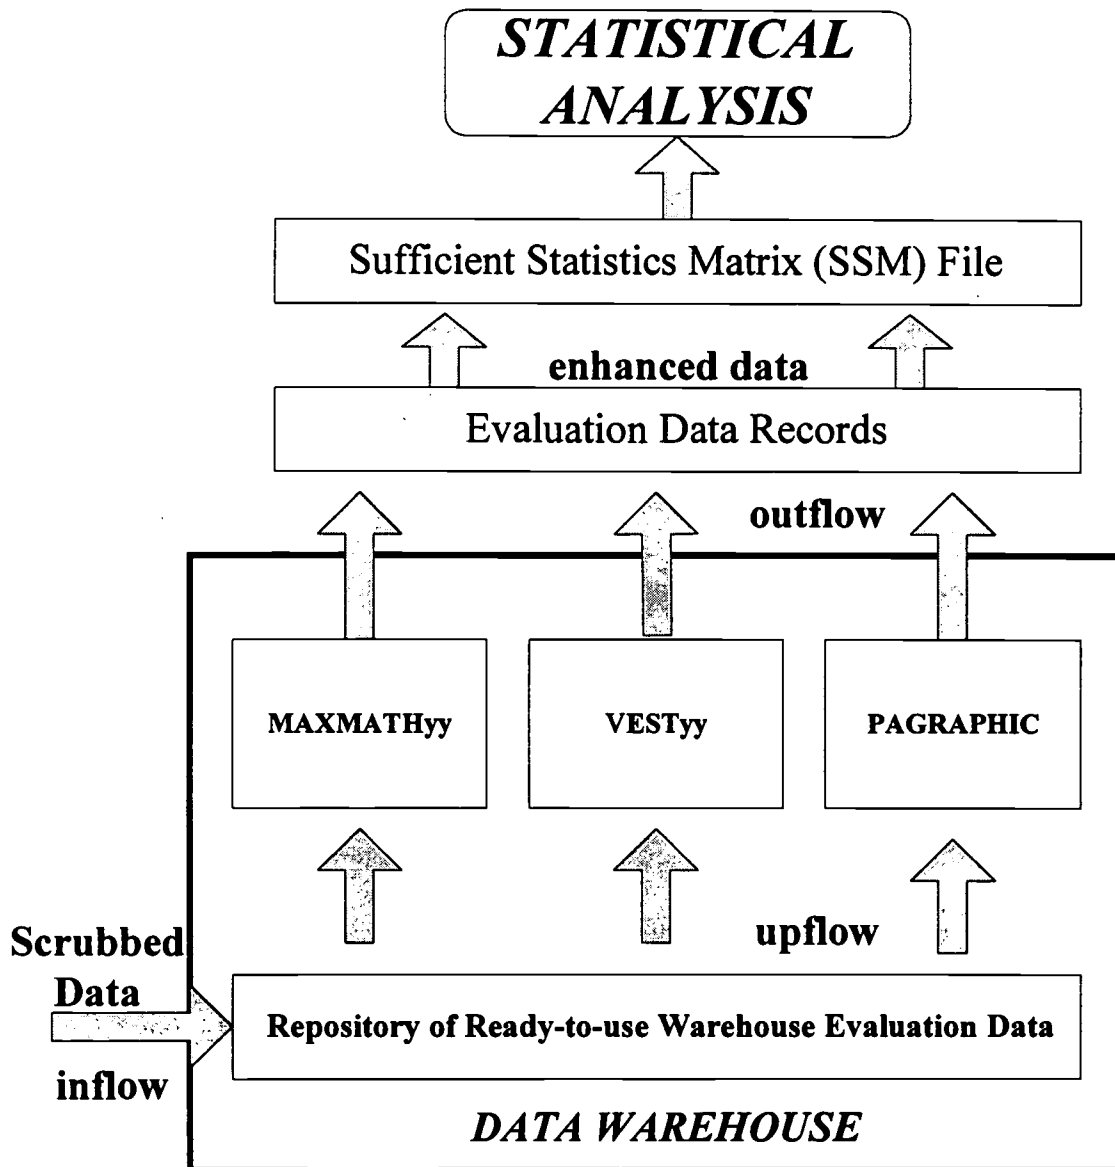 STATISTICAL
ANALYSIS
Sufficient Statistics Matrix (SSM) File
enhanced data
Evaluation Data Records
outflow
MAXMATHyy
VESTyy
PAGRAPHIC
upflow
Scrubbed
Data
Repository of Ready-to-use Warehouse Evaluation Data
inflow
DATA WAREHOUSE